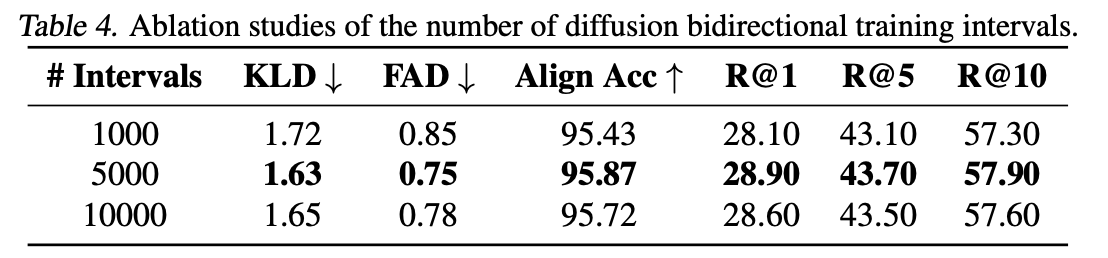 Table 4. Ablation studies of the number of diffusion bidirectional training intervals.
# Intervals KLD ↓ FAD ↓ Align Acc ↑ R@1 R@5 R@10
1000 1.72 0.85 95.43 28.10 43.10 57.30
5000 1.63 0.75 95.87 28.90 43.70 57.90
10000 1.65 0.78 95.72 28.60 43.50 57.60